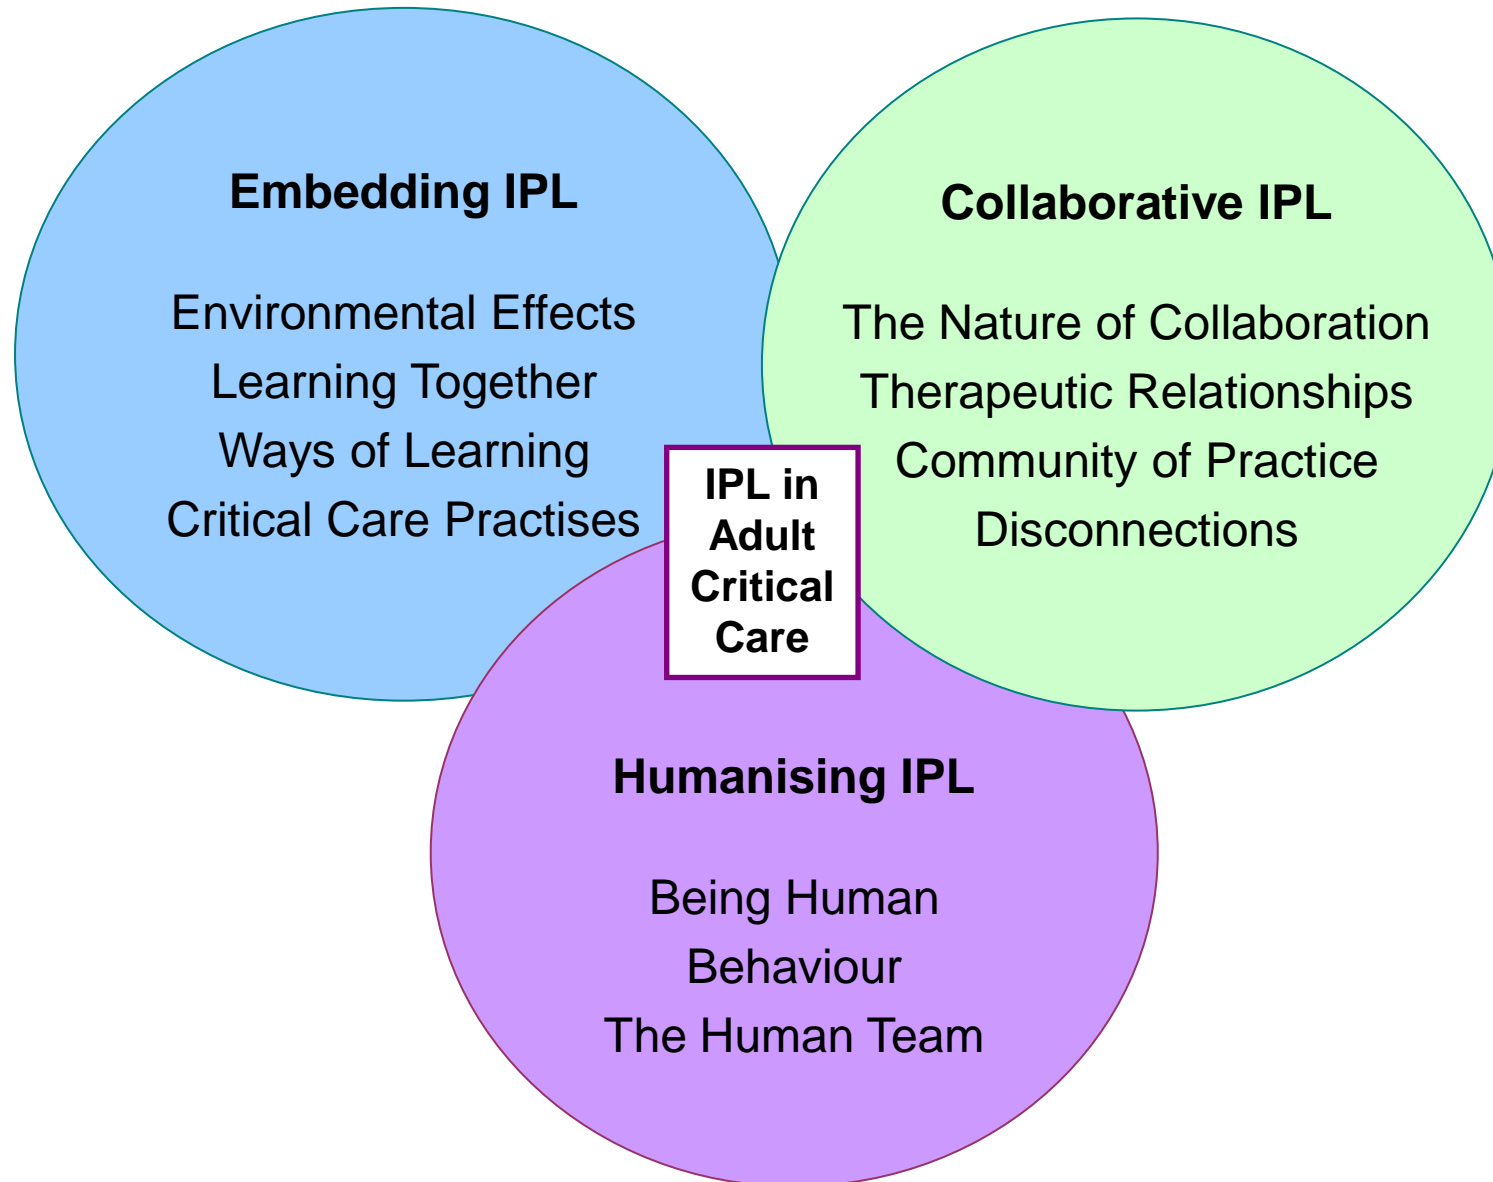 Embedding IPL
Environmental Effects
Learning Together
Ways of Learning
Critical Care Practises
Collaborative IPL
The Nature of Collaboration
Therapeutic Relationships
Community of Practice
Disconnections
IPL in
Adult
Critical
Care
Humanising IPL
Being Human
Behaviour
The Human Team